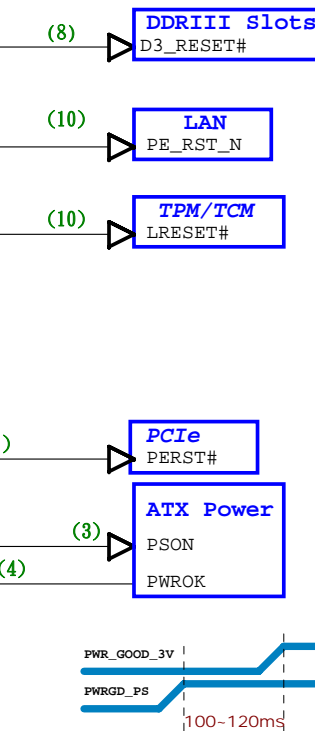 (8)
DDRIII Slots
D3_RESET#
(10)
LAN
PE_RST_N
(10)
TPM/TCM
LRESET#
)
PCIe
PERST#
ATX Power
(3)
PSON
(4)
PWROK
PWR_GOOD_3V
PWRGD_PS
100~120ms